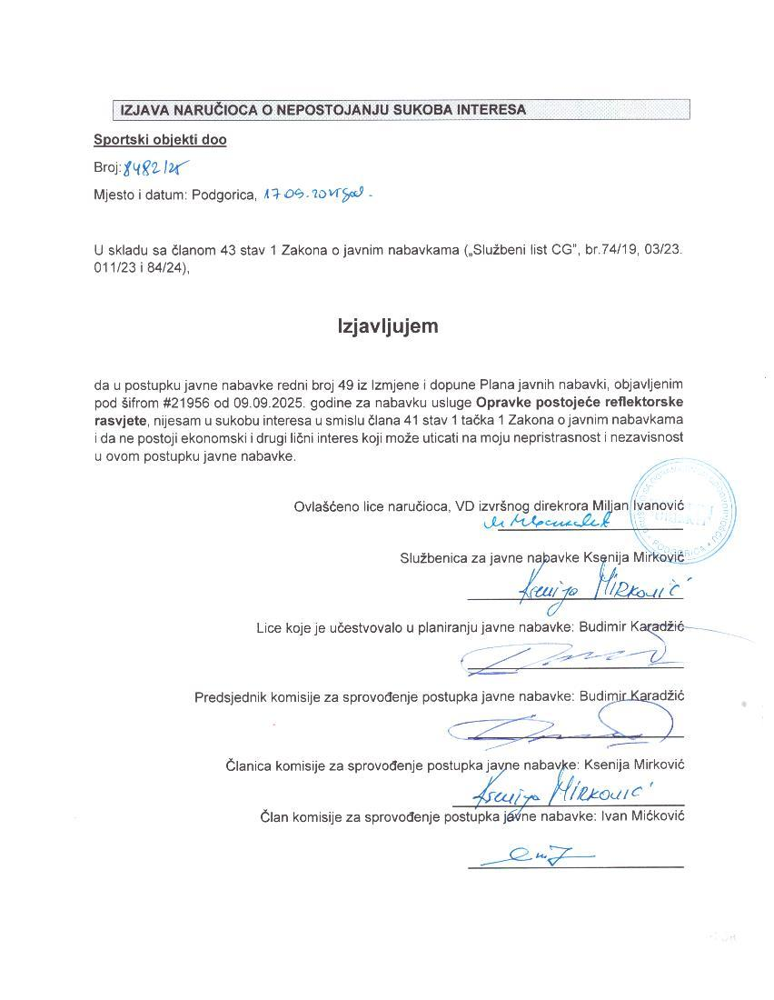 IZJAVA NARUČIOCA O NEPOSTOJANJU SUKOBA INTERESA
Sportski objekti doo
Broj: 8482/25
Mjesto i datum: Podgorica, 17.09.2025 god.
U skladu sa članom 43 stav 1 Zakona o javnim nabavkama („Službeni list CG", br.74/19, 03/23.
011/23 i 84/24),
Izjavljujem
da u postupku javne nabavke redni broj 49 iz Izmjene i dopune Plana javnih nabavki, objavljenim
pod šifrom #21956 od 09.09.2025. godine za nabavku usluge Opravke postojeće reflektorske
rasvjete, nijesam u sukobu interesa u smislu člana 41 stav 1 tačka 1 Zakona o javnim nabavkama
i da ne postoji ekonomski i drugi lični interes koji može uticati na moju nepristrasnost i nezavisnost
u ovom postupku javne nabavke.
Ovlašćeno lice naručioca, VD izvršnog direkrora Miljan Ivanović
Službenica za javne nabavke Ksenija Mirković
Ksenija Mirković
Lice koje je učestvovalo u planiranju javne nabavke: Budimir Karadžić
Predsjednik komisije za sprovođenje postupka javne nabavke: Budimir Karadžić
Članica komisije za sprovođenje postupka javne nabavke: Ksenija Mirković
Ksenija Mirković
Član komisije za sprovođenje postupka javne nabavke: Ivan Mićković
PODGORICA